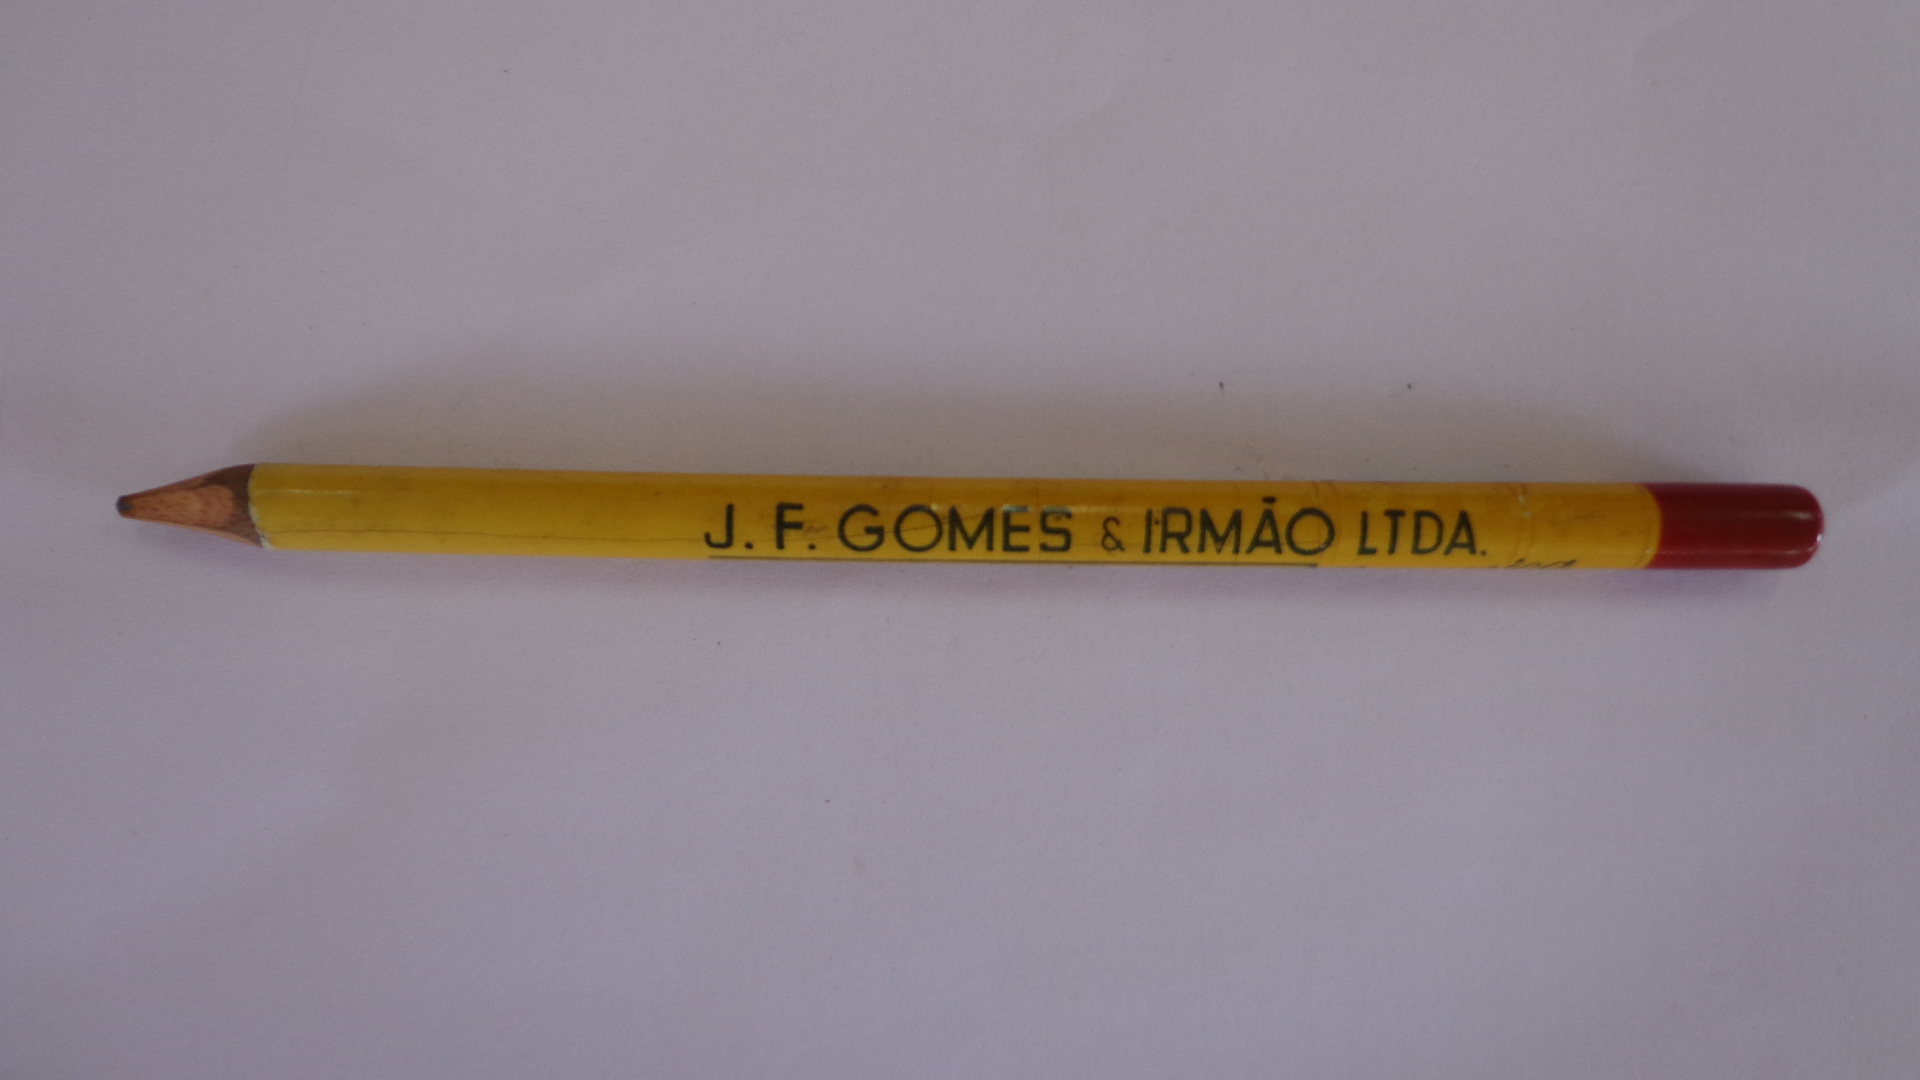 J. F. GOMES & IRMÃO LTDA.